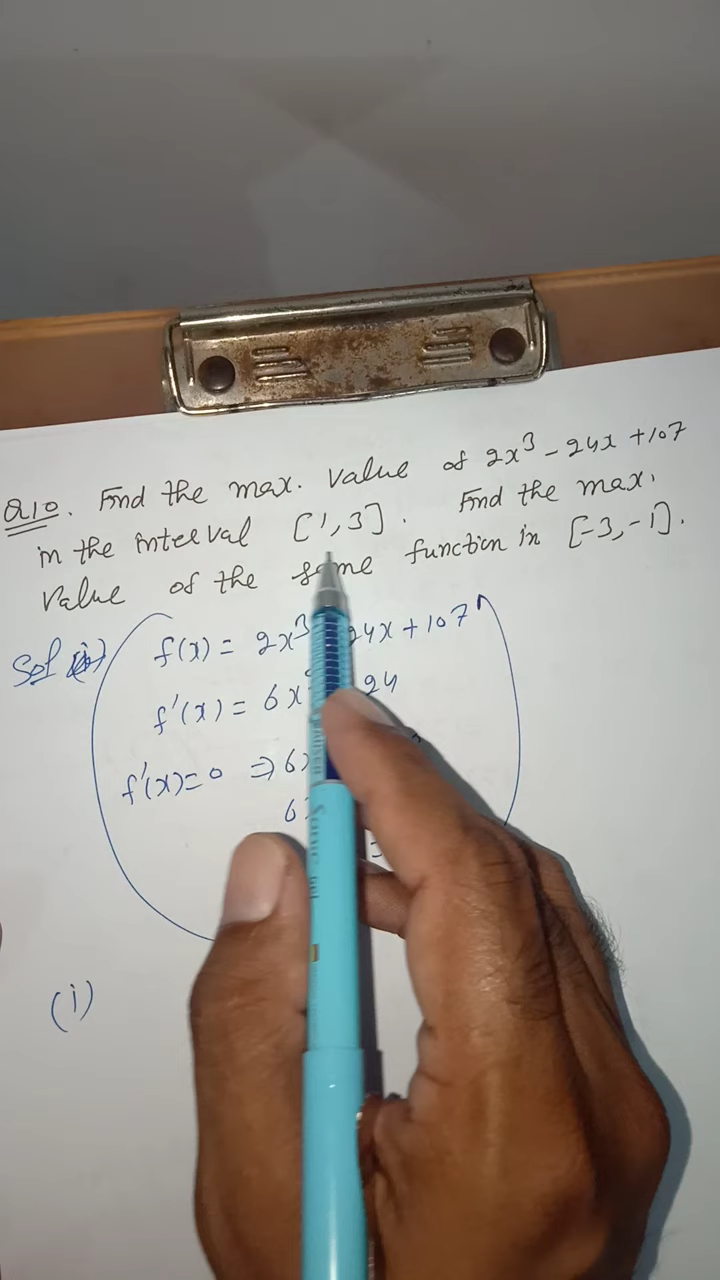 Q10. Find the max. value of 2x³ - 24x + 107
in the interval [1, 3]. Find the max.
value of the same function in [-3, -1].
Sol (i) f(x) = 2x³ 24x + 107
f'(x) = 6x 24
f'(x) = 0 ⇒ 6
6
=
(i)